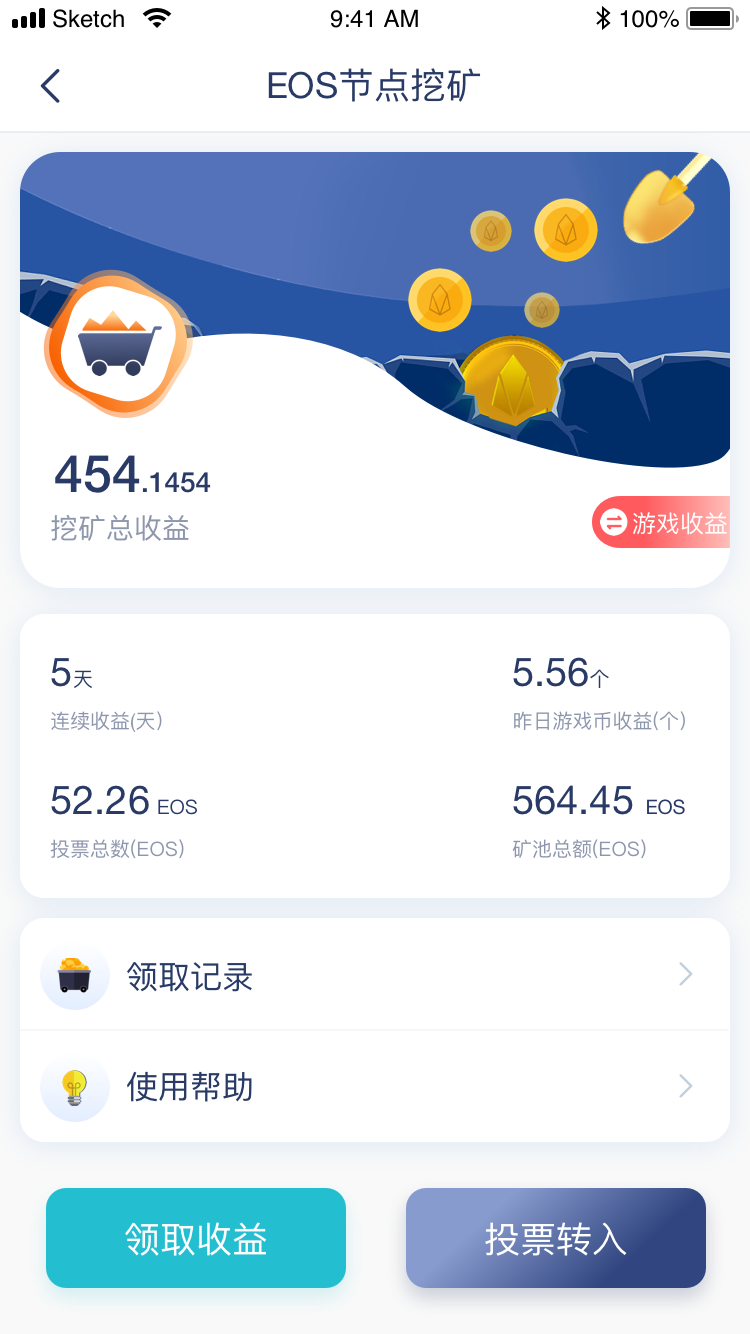 Sketch 9:41 AM 100%
EOS节点挖矿
454.1454
挖矿总收益
游戏收益
5天 5.56个
连续收益(天) 昨日游戏币收益(个)
52.26 EOS 564.45 EOS
投票总数(EOS) 矿池总额(EOS)
领取记录
使用帮助
领取收益 投票转入